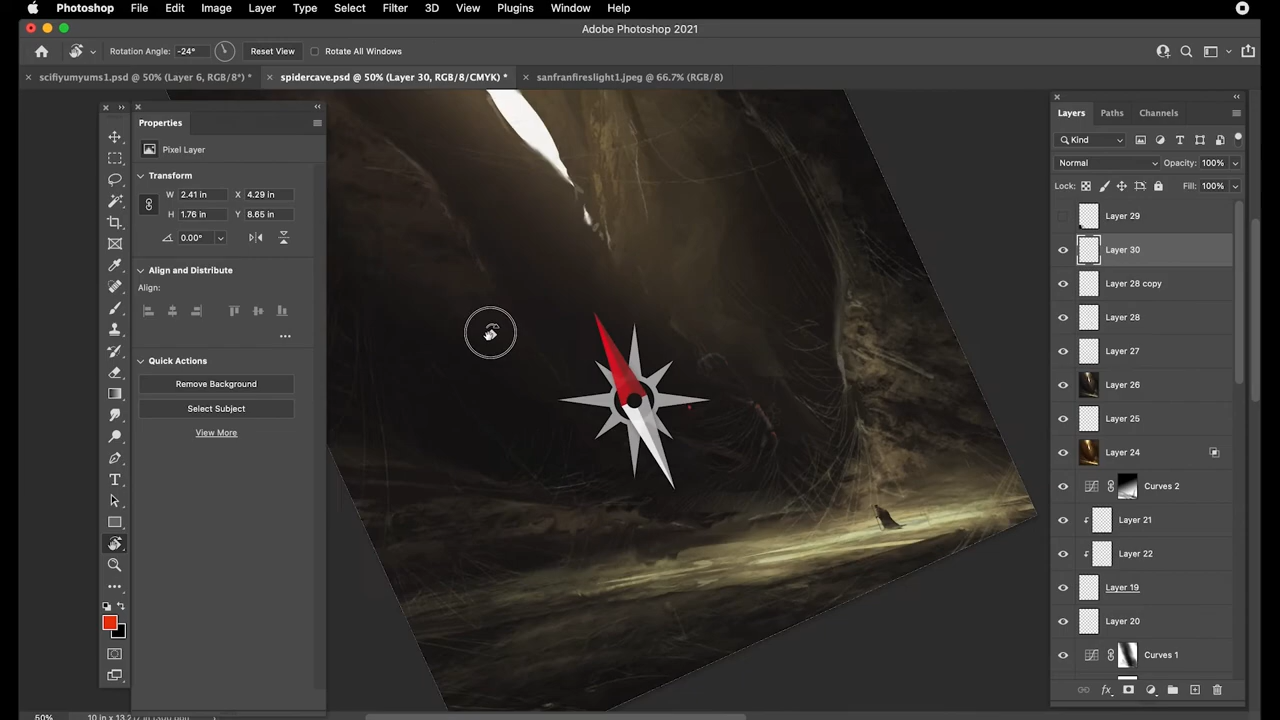 Photoshop File Edit Image Layer Type Select Filter 3D View Plugins Window Help
Adobe Photoshop 2021
Rotation Angle: -24° Reset View Rotate All Windows
scifiyumyums1.psd @ 50% (Layer 6, RGB/8*) * spidercave.psd @ 50% (Layer 30, RGB/8/CMYK) * sanfranfireslight1.jpeg @ 66.7% (RGB/8)
Properties
Pixel Layer
Transform
W 2.41 in X 4.29 in
H 1.76 in Y 8.65 in
0.00°
Align and Distribute
Align:
Quick Actions
Remove Background
Select Subject
View More
T
Layers Paths Channels
Kind T
Normal Opacity: 100%
Lock: Fill: 100%
Layer 29
Layer 30
Layer 28 copy
Layer 28
Layer 27
Layer 26
Layer 25
Layer 24
Curves 2
Layer 21
Layer 22
Layer 19
Layer 20
Curves 1
fx
50%